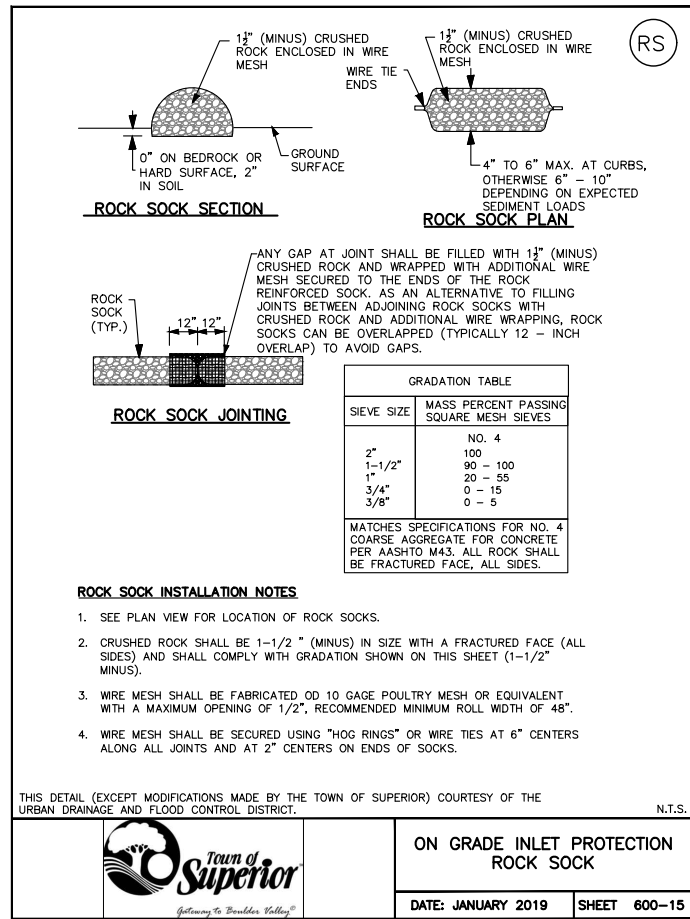 1½" (MINUS) CRUSHED
ROCK ENCLOSED IN WIRE
MESH
0" ON BEDROCK OR
HARD SURFACE, 2"
IN SOIL
GROUND
SURFACE
ROCK SOCK SECTION
1½" (MINUS) CRUSHED
ROCK ENCLOSED IN WIRE
MESH
WIRE TIE
ENDS
RS
4" TO 6" MAX. AT CURBS,
OTHERWISE 6" – 10"
DEPENDING ON EXPECTED
SEDIMENT LOADS
ROCK SOCK PLAN
ANY GAP AT JOINT SHALL BE FILLED WITH 1½" (MINUS)
CRUSHED ROCK AND WRAPPED WITH ADDITIONAL WIRE
MESH SECURED TO THE ENDS OF THE ROCK
REINFORCED SOCK. AS AN ALTERNATIVE TO FILLING
JOINTS BETWEEN ADJOINING ROCK SOCKS WITH
CRUSHED ROCK AND ADDITIONAL WIRE WRAPPING, ROCK
SOCKS CAN BE OVERLAPPED (TYPICALLY 12 – INCH
OVERLAP) TO AVOID GAPS.
ROCK
SOCK
(TYP.)
12" 12"
ROCK SOCK JOINTING
GRADATION TABLE
SIEVE SIZE MASS PERCENT PASSING
SQUARE MESH SIEVES
NO. 4
2" 100
1–1/2" 90 – 100
1" 20 – 55
3/4" 0 – 15
3/8" 0 – 5
MATCHES SPECIFICATIONS FOR NO. 4
COARSE AGGREGATE FOR CONCRETE
PER AASHTO M43. ALL ROCK SHALL
BE FRACTURED FACE, ALL SIDES.
ROCK SOCK INSTALLATION NOTES
1. SEE PLAN VIEW FOR LOCATION OF ROCK SOCKS.
2. CRUSHED ROCK SHALL BE 1–1/2 " (MINUS) IN SIZE WITH A FRACTURED FACE (ALL
SIDES) AND SHALL COMPLY WITH GRADATION SHOWN ON THIS SHEET (1–1/2"
MINUS).
3. WIRE MESH SHALL BE FABRICATED OD 10 GAGE POULTRY MESH OR EQUIVALENT
WITH A MAXIMUM OPENING OF 1/2", RECOMMENDED MINIMUM ROLL WIDTH OF 48".
4. WIRE MESH SHALL BE SECURED USING "HOG RINGS" OR WIRE TIES AT 6" CENTERS
ALONG ALL JOINTS AND AT 2" CENTERS ON ENDS OF SOCKS.
THIS DETAIL (EXCEPT MODIFICATIONS MADE BY THE TOWN OF SUPERIOR) COURTESY OF THE
URBAN DRAINAGE AND FLOOD CONTROL DISTRICT.
N.T.S.
Town of
Superior
Gateway to Boulder Valley©
ON GRADE INLET PROTECTION
ROCK SOCK
DATE: JANUARY 2019 SHEET 600–15